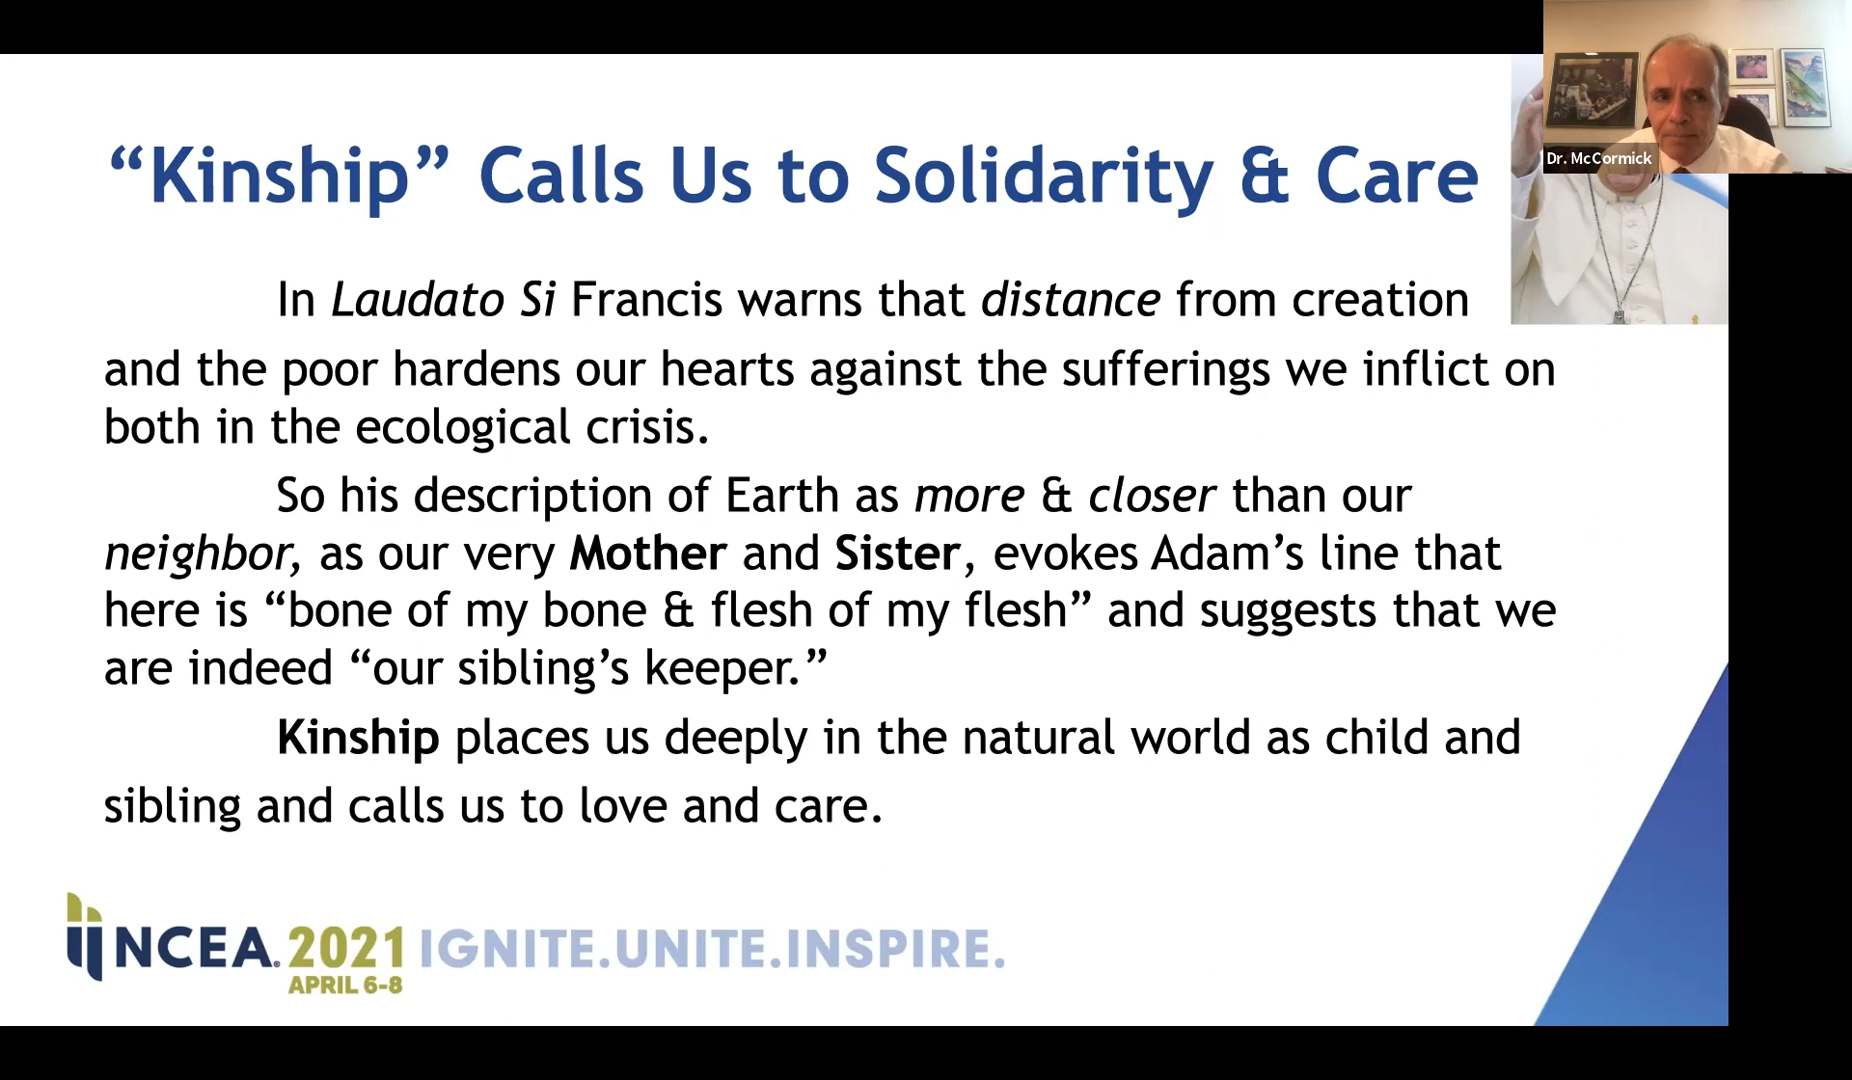 “Kinship” Calls Us to Solidarity & Care
Dr. McCormick
In Laudato Si Francis warns that distance from creation
and the poor hardens our hearts against the sufferings we inflict on
both in the ecological crisis.
So his description of Earth as more & closer than our
neighbor, as our very Mother and Sister, evokes Adam’s line that
here is “bone of my bone & flesh of my flesh” and suggests that we
are indeed “our sibling’s keeper.”
Kinship places us deeply in the natural world as child and
sibling and calls us to love and care.
NCEA® 2021 IGNITE.UNITE.INSPIRE.
APRIL 6-8